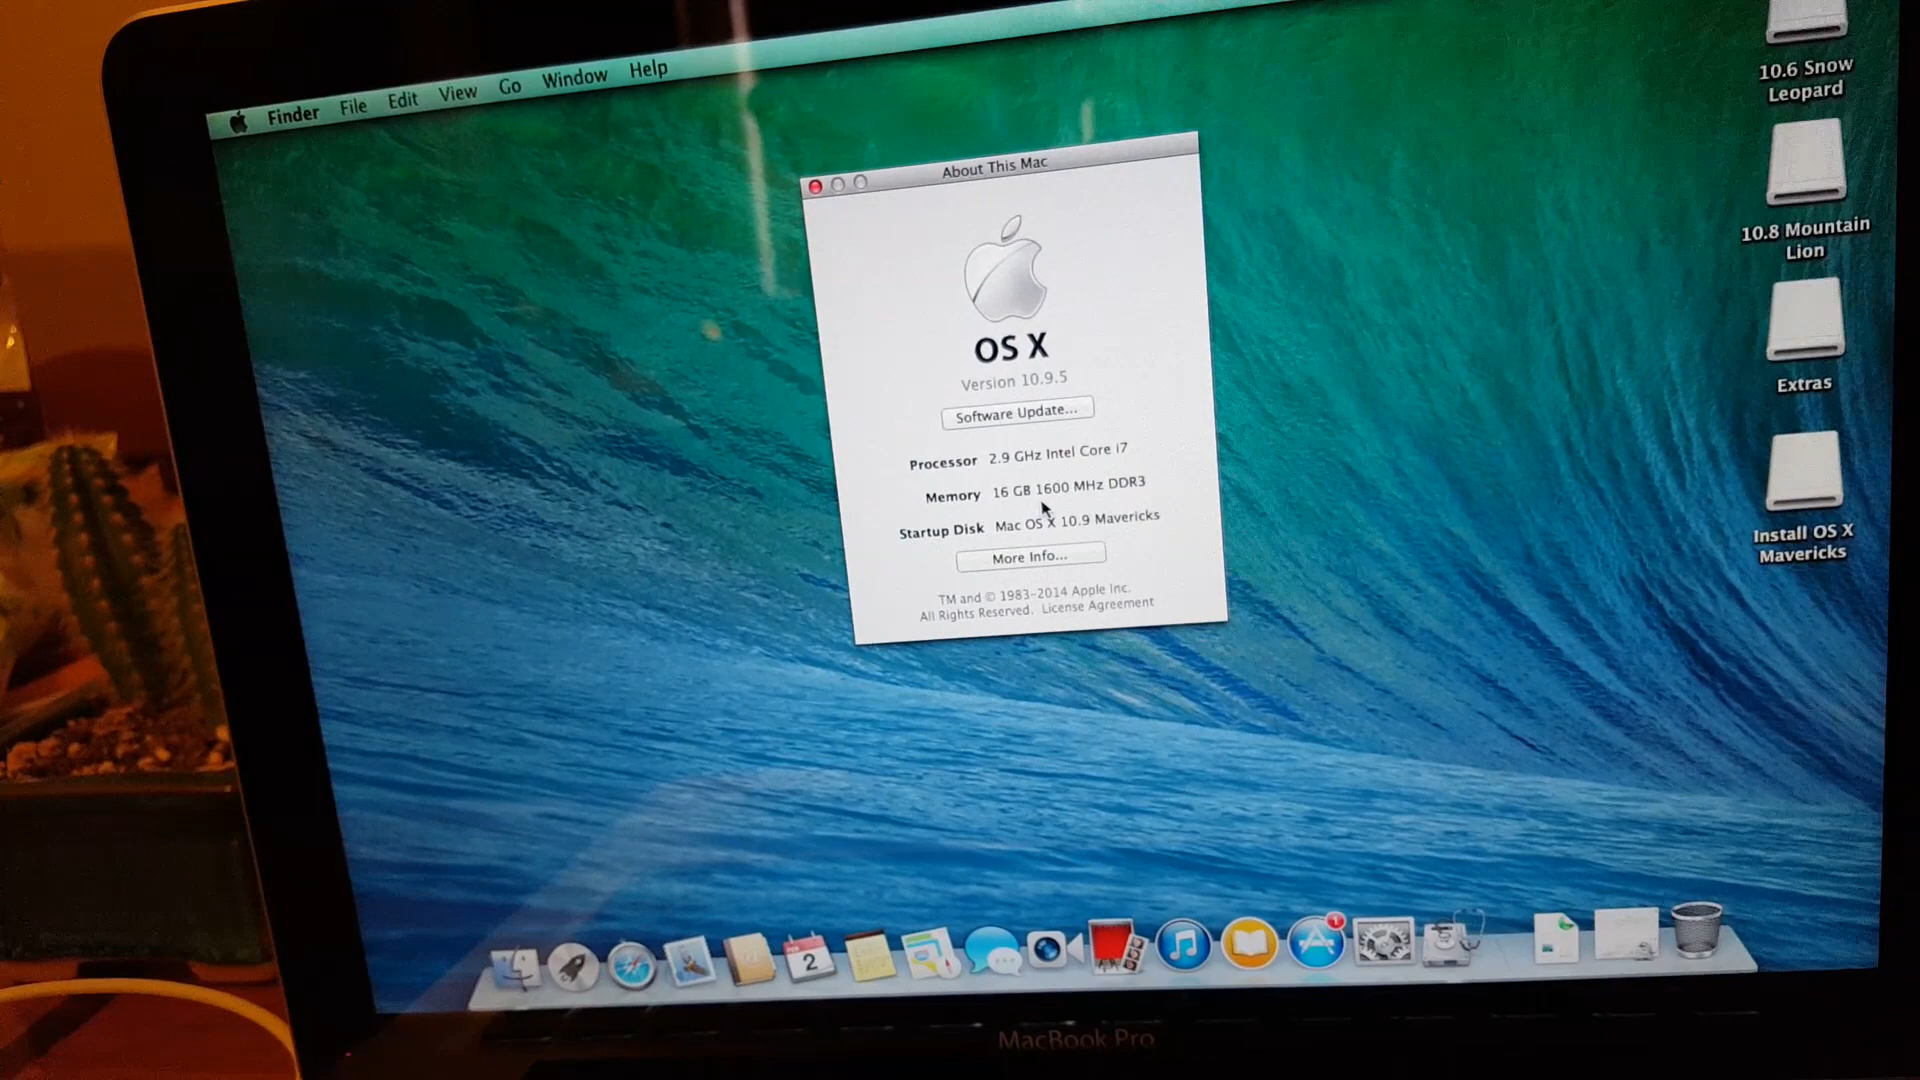 Finder File Edit View Go Window Help
About This Mac
OS X
Version 10.9.5
Software Update...
Processor 2.9 GHz Intel Core i7
Memory 16 GB 1600 MHz DDR3
Startup Disk Mac OS X 10.9 Mavericks
More Info...
TM and © 1983-2014 Apple Inc.
All Rights Reserved. License Agreement
10.6 Snow
Leopard
10.8 Mountain
Lion
Extras
Install OS X
Mavericks
2
1
MacBook Pro